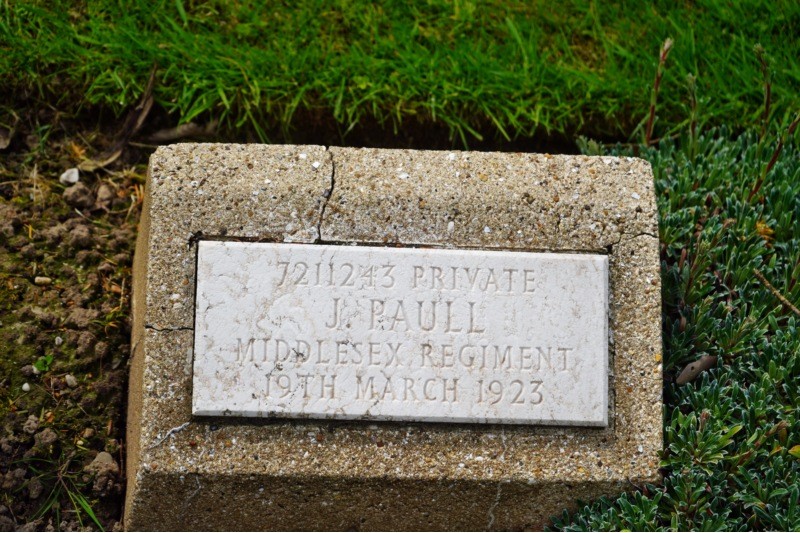 7211243 PRIVATE
J. PAULL
MIDDLESEX REGIMENT
19TH MARCH 1923